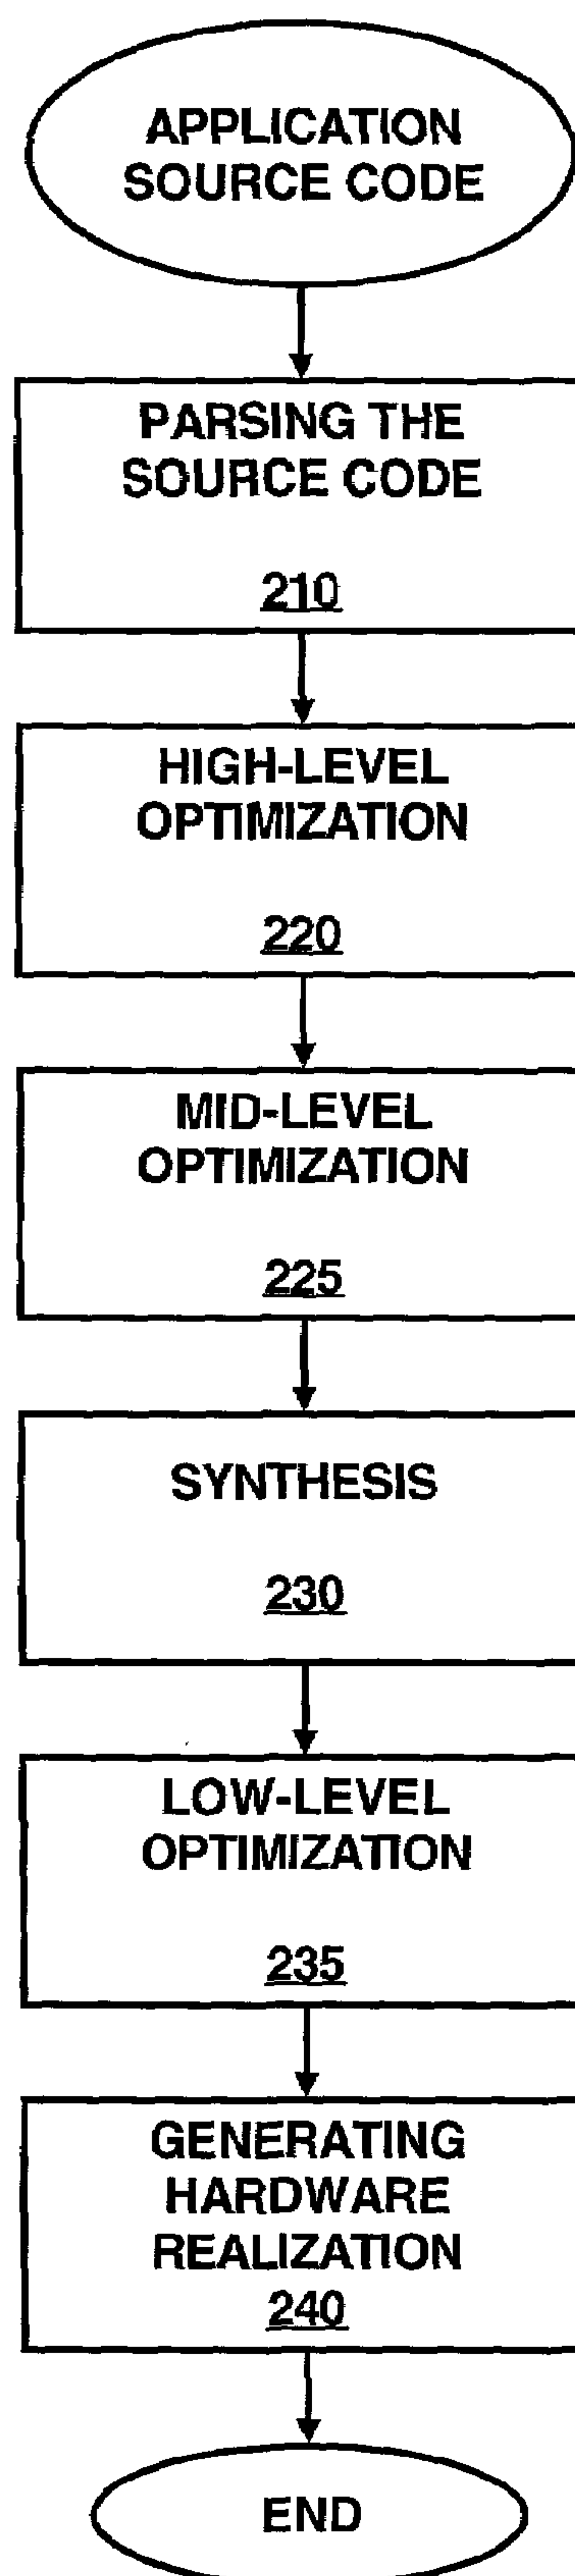 APPLICATION
SOURCE CODE
PARSING THE
SOURCE CODE
210
HIGH-LEVEL
OPTIMIZATION
220
MID-LEVEL
OPTIMIZATION
225
SYNTHESIS
230
LOW-LEVEL
OPTIMIZATION
235
GENERATING
HARDWARE
REALIZATION
240
END